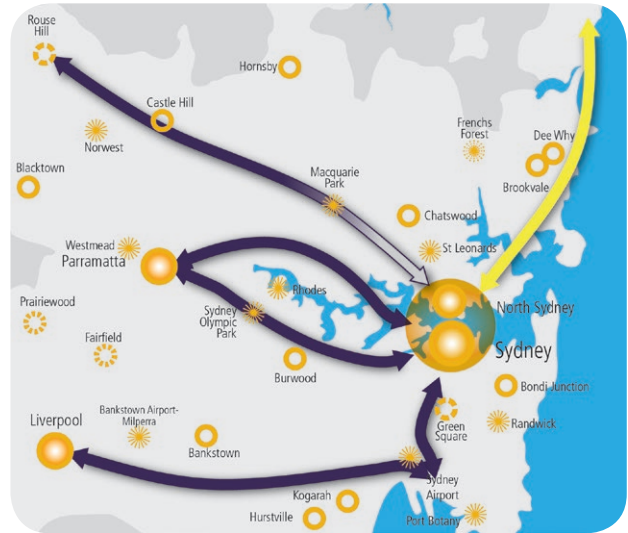 Rouse
Hill
Hornsby
Castle Hill
Norwest
Frenchs
Forest
Dee Why
Brookvale
Blacktown
Macquarie
Park
Chatswood
St Leonards
Westmead
Parramatta
Rhodes
North Sydney
Sydney
Olympic
Park
Sydney
Prairiewood
Fairfield
Burwood
Bondi Junction
Liverpool
Bankstown Airport-
Milperra
Bankstown
Green
Square
Randwick
Sydney
Airport
Kogarah
Hurstville
Port Botany